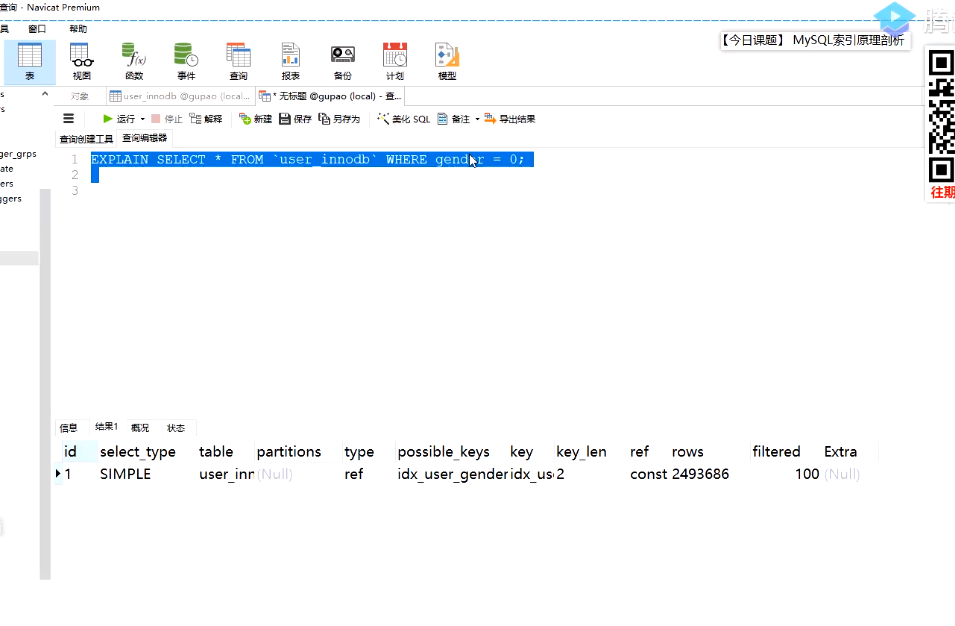 查询 - Navicat Premium
具 窗口 帮助
【今日课题】 MySQL索引原理剖析
表 视图 函数 事件 查询 报表 备份 计划 模型
对象 user_innodb @gupao (local... * 无标题 @gupao (local) - 查...
运行 停止 解释 新建 保存 另存为 美化 SQL 备注 导出结果
查询创建工具 查询编辑器
1 EXPLAIN SELECT * FROM `user_innodb` WHERE gender = 0;
2
3
ger_grps
ate
ers
ggers
往期
信息 结果1 概况 状态
id select_type table partitions type possible_keys key key_len ref rows filtered Extra
1 SIMPLE user_inn (Null) ref idx_user_gender idx_us 2 const 2493686 100 (Null)